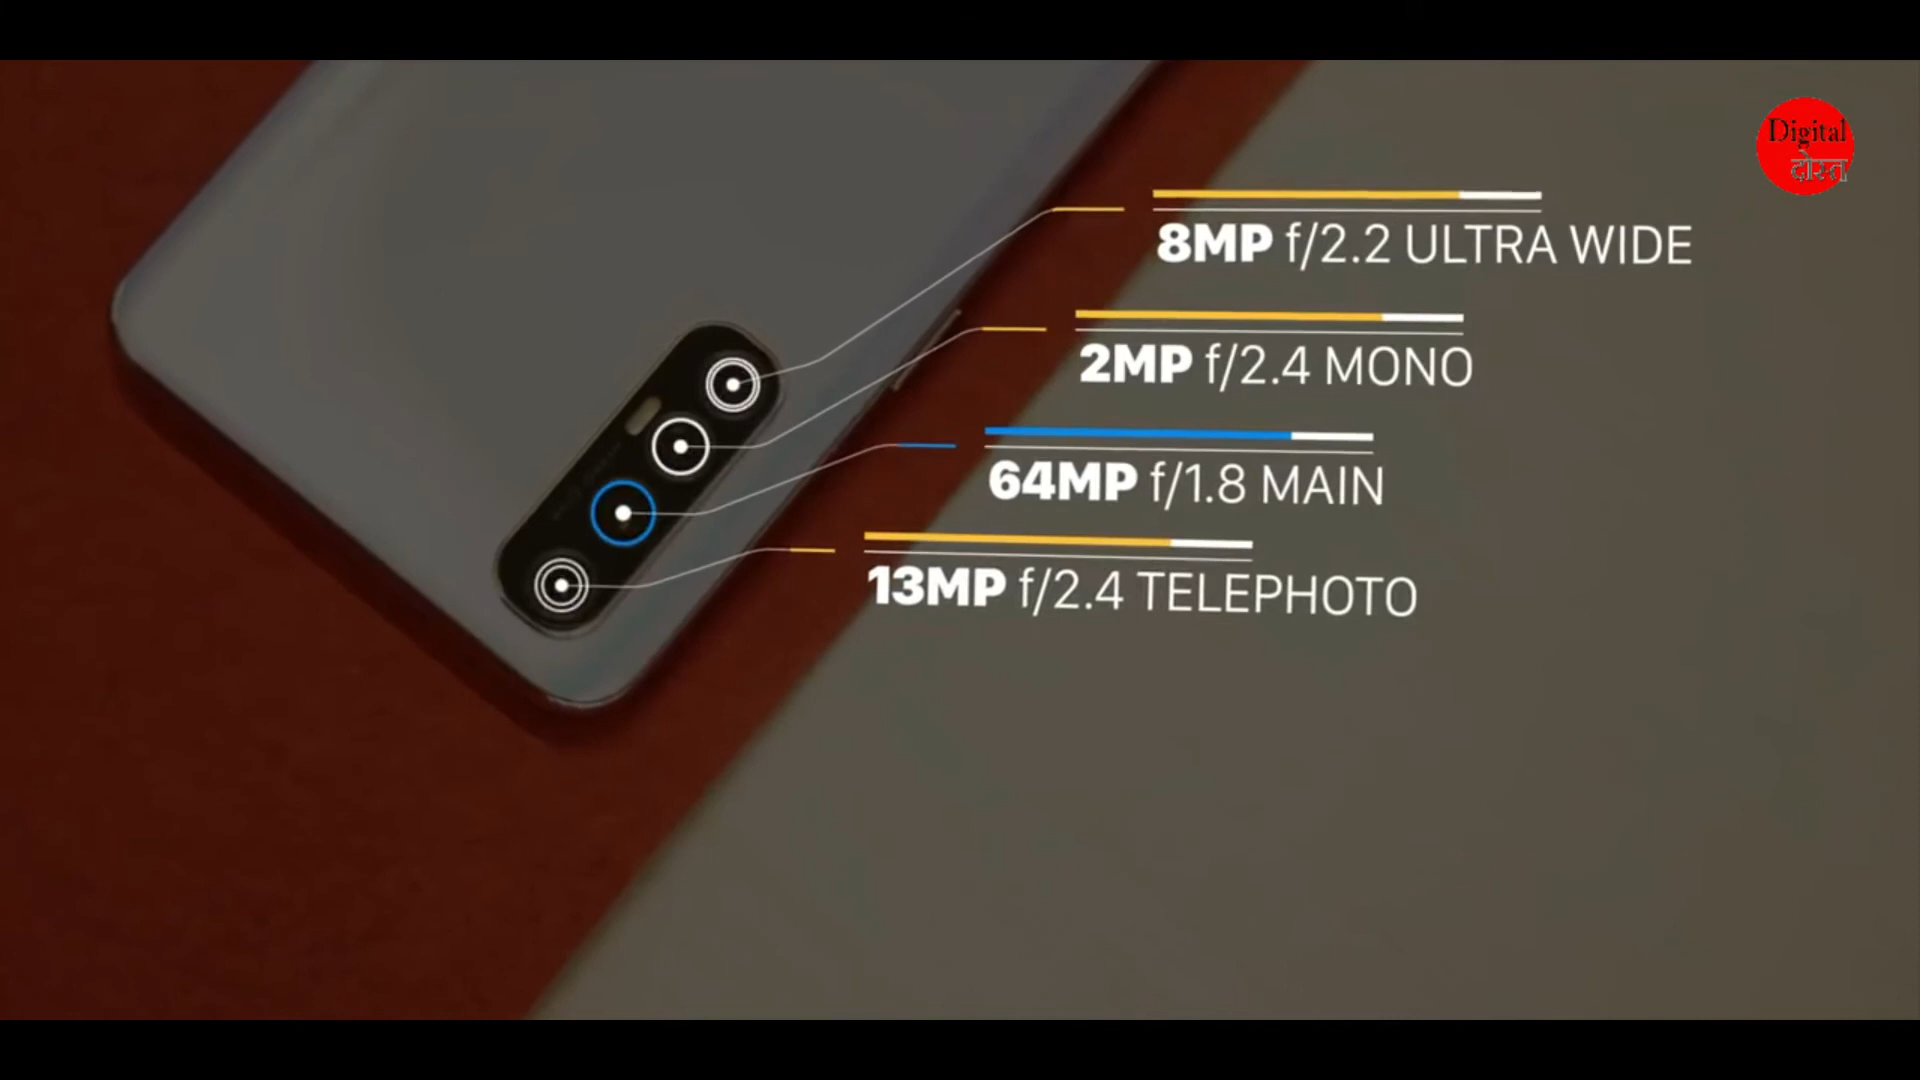 Digital
दोस्त
8MP f/2.2 ULTRA WIDE
2MP f/2.4 MONO
64MP f/1.8 MAIN
13MP f/2.4 TELEPHOTO